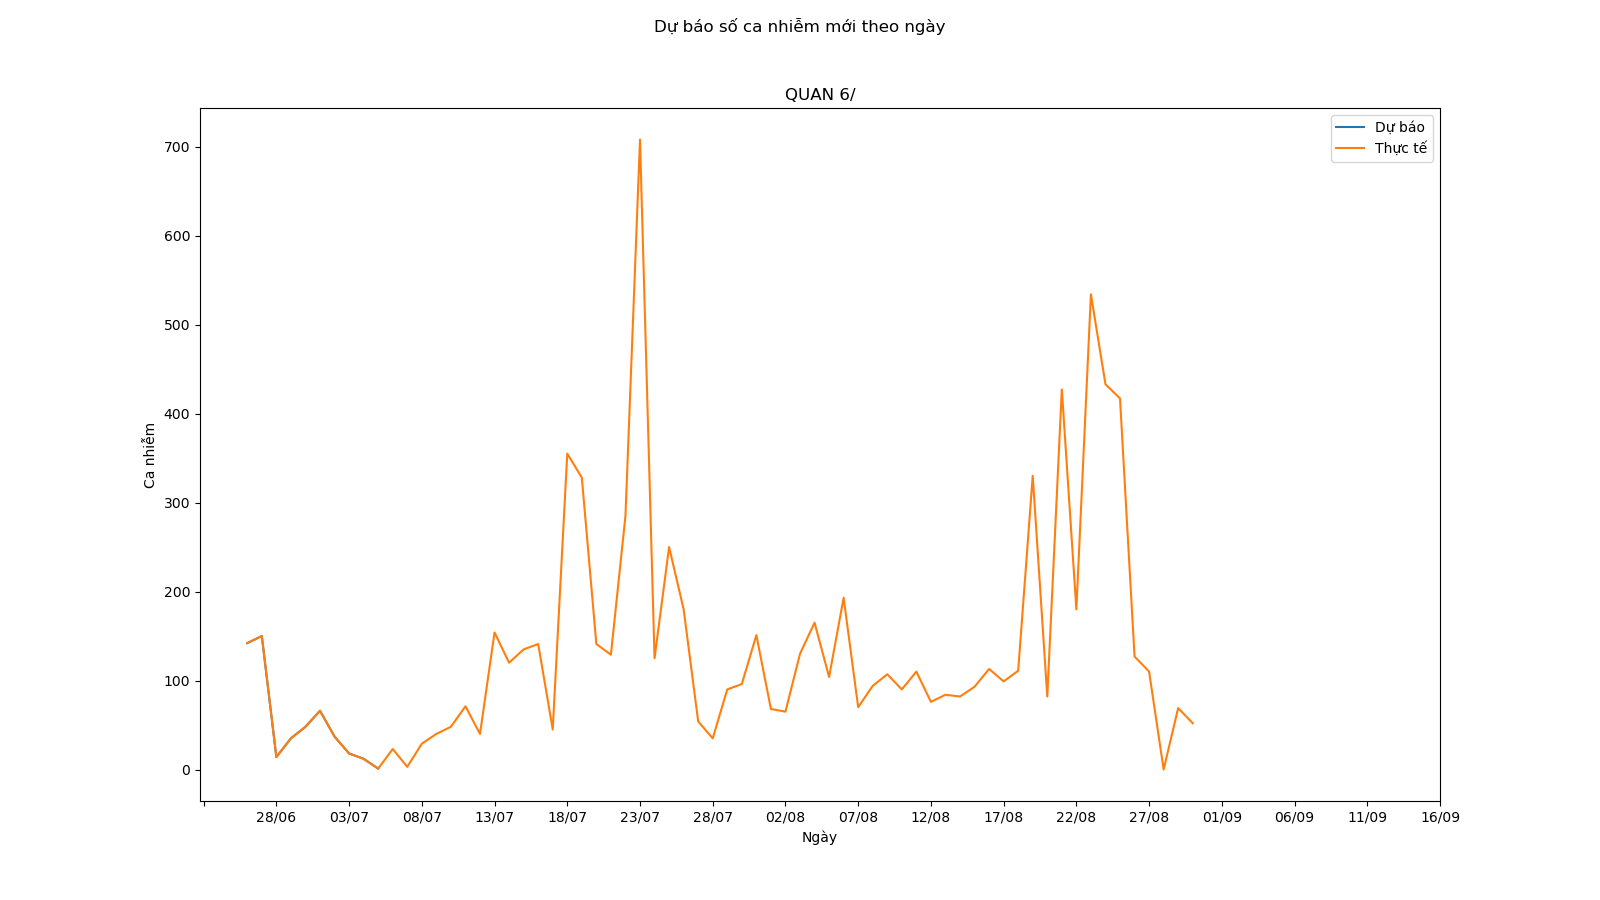 Dự báo số ca nhiễm mới theo ngày
QUAN 6/
Dự báo
Thực tế
700
600
500
400
300
200
100
0
Ca nhiễm
28/06 03/07 08/07 13/07 18/07 23/07 28/07 02/08 07/08 12/08 17/08 22/08 27/08 01/09 06/09 11/09 16/09
Ngày